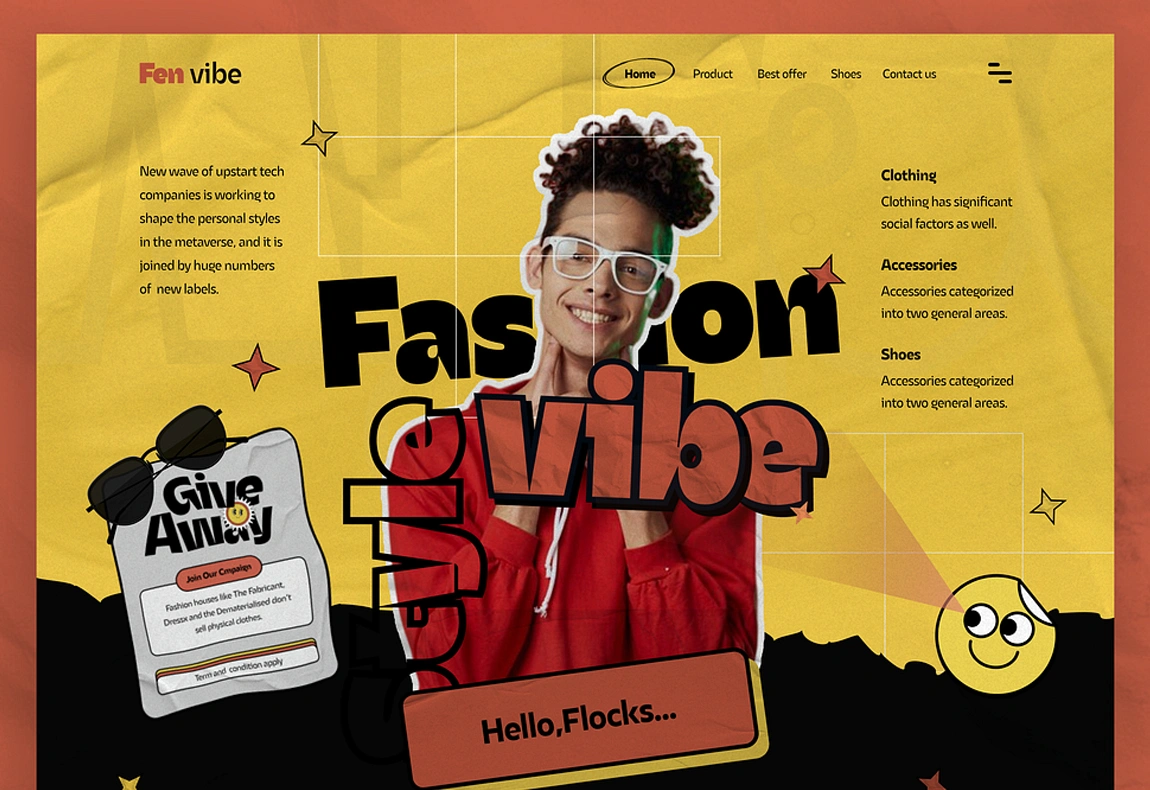 Fen vibe
Home
Product
Best offer
Shoes
Contact us
New wave of upstart tech
companies is working to
shape the personal styles
in the metaverse, and it is
joined by huge numbers
of new labels.
Clothing
Clothing has significant
social factors as well.
Accessories
Accessories categorized
into two general areas.
Shoes
Accessories categorized
into two general areas.
Fashion
vibe
Style
Give
Away
Join Our Cmpaign
Fashion houses like The Fabricant,
Dressx and the Dematerialised don't
sell physical clothes.
Term and condition apply
Hello,Flocks...